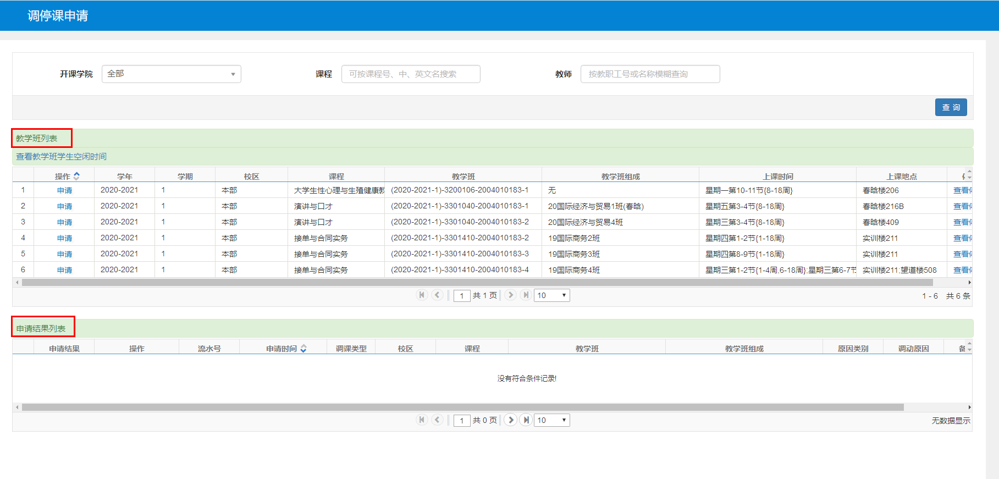 调停课申请
开课学院 全部 课程 可按课程号、中、英文名搜索 教师 按教职工号或名称模糊查询
查 询
教学班列表
查看教学班学生空闲时间
操作 学年 学期 校区 课程 教学班 教学班组成 上课时间 上课地点
1 申请 2020-2021 1 本部 大学生性心理与生殖健康教 (2020-2021-1)-3200106-2004010183-1 无 星期一第10-11节{8-18周} 春晗楼206 查看
2 申请 2020-2021 1 本部 演讲与口才 (2020-2021-1)-3301040-2004010183-1 20国际经济与贸易1班(春晗) 星期五第3-4节{8-18周} 春晗楼216B 查看
3 申请 2020-2021 1 本部 演讲与口才 (2020-2021-1)-3301040-2004010183-2 20国际经济与贸易4班 星期三第3-4节{8-18周} 春晗楼409 查看
4 申请 2020-2021 1 本部 接单与合同实务 (2020-2021-1)-3301410-2004010183-2 19国际商务2班 星期四第1-2节{1-18周} 实训楼211 查看
5 申请 2020-2021 1 本部 接单与合同实务 (2020-2021-1)-3301410-2004010183-3 19国际商务3班 星期四第8-9节{1-18周} 实训楼211 查看
6 申请 2020-2021 1 本部 接单与合同实务 (2020-2021-1)-3301410-2004010183-4 19国际商务4班 星期三第1-2节{1-4周,6-18周};星期三第6-7节 实训楼211;望道楼508 查看
1 共 1 页 10 1 - 6 共 6 条
申请结果列表
申请结果 操作 流水号 申请时间 调课类型 校区 课程 教学班 教学班组成 原因类别 调动原因 备
没有符合条件记录!
1 共 0 页 10 无数据显示